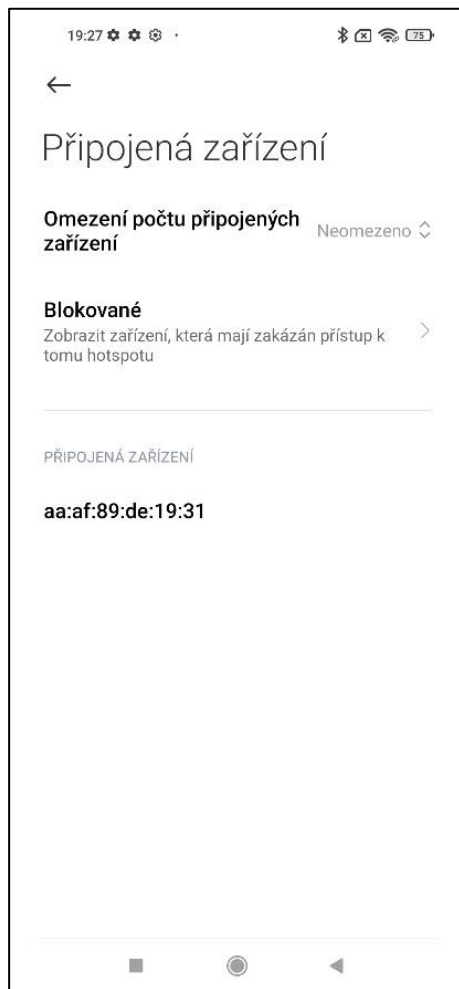 19:27
75
Připojená zařízení
Omezení počtu připojených
zařízení
Neomezeno
Blokované
Zobrazit zařízení, která mají zakázán přístup k
tomu hotspotu
PŘIPOJENÁ ZAŘÍZENÍ
aa:af:89:de:19:31